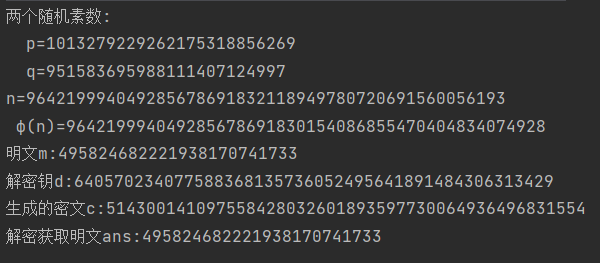 两个随机素数:
p=1013279229262175318856269
q=951583695988111407124997
n=964219994049285678691832118949780720691560056193
φ(n)=964219994049285678691830154086855470404834074928
明文m:495824682221938170741733
解密钥d:640570234077588368135736052495641891484306313429
生成的密文c:514300141097558428032601893597730064936496831554
解密获取明文ans:495824682221938170741733